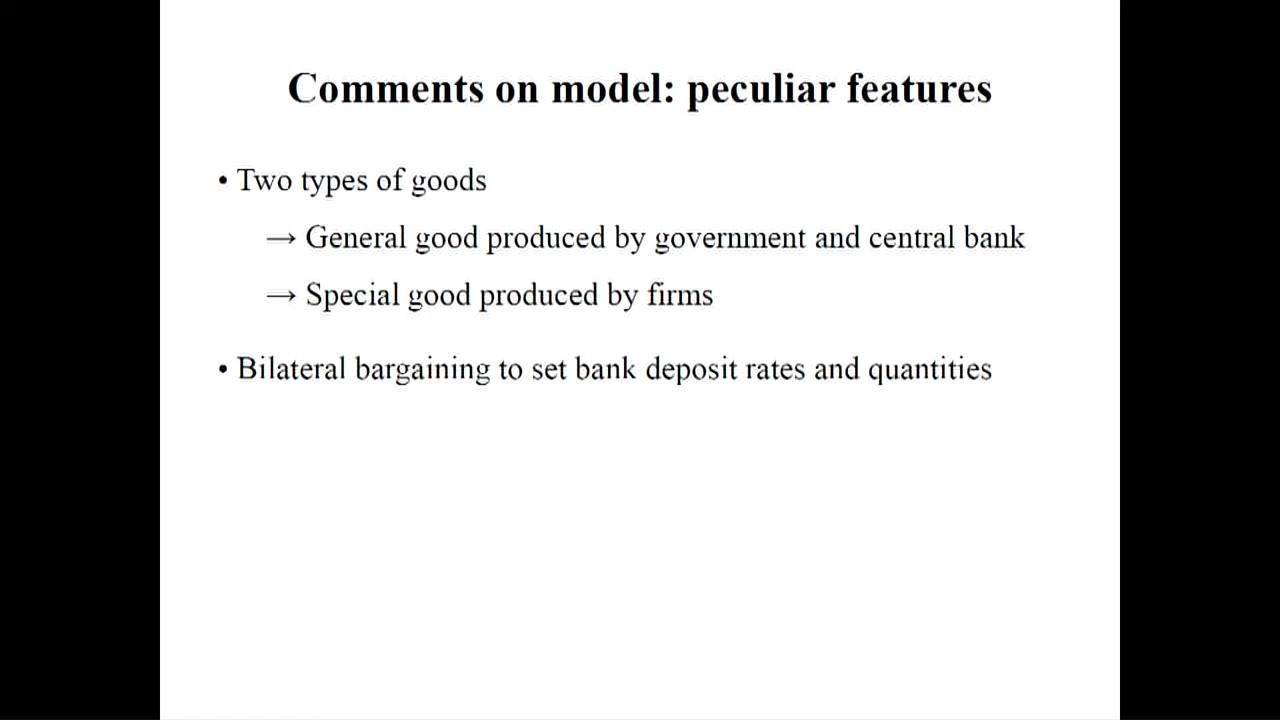 Comments on model: peculiar features
• Two types of goods
→ General good produced by government and central bank
→ Special good produced by firms
• Bilateral bargaining to set bank deposit rates and quantities